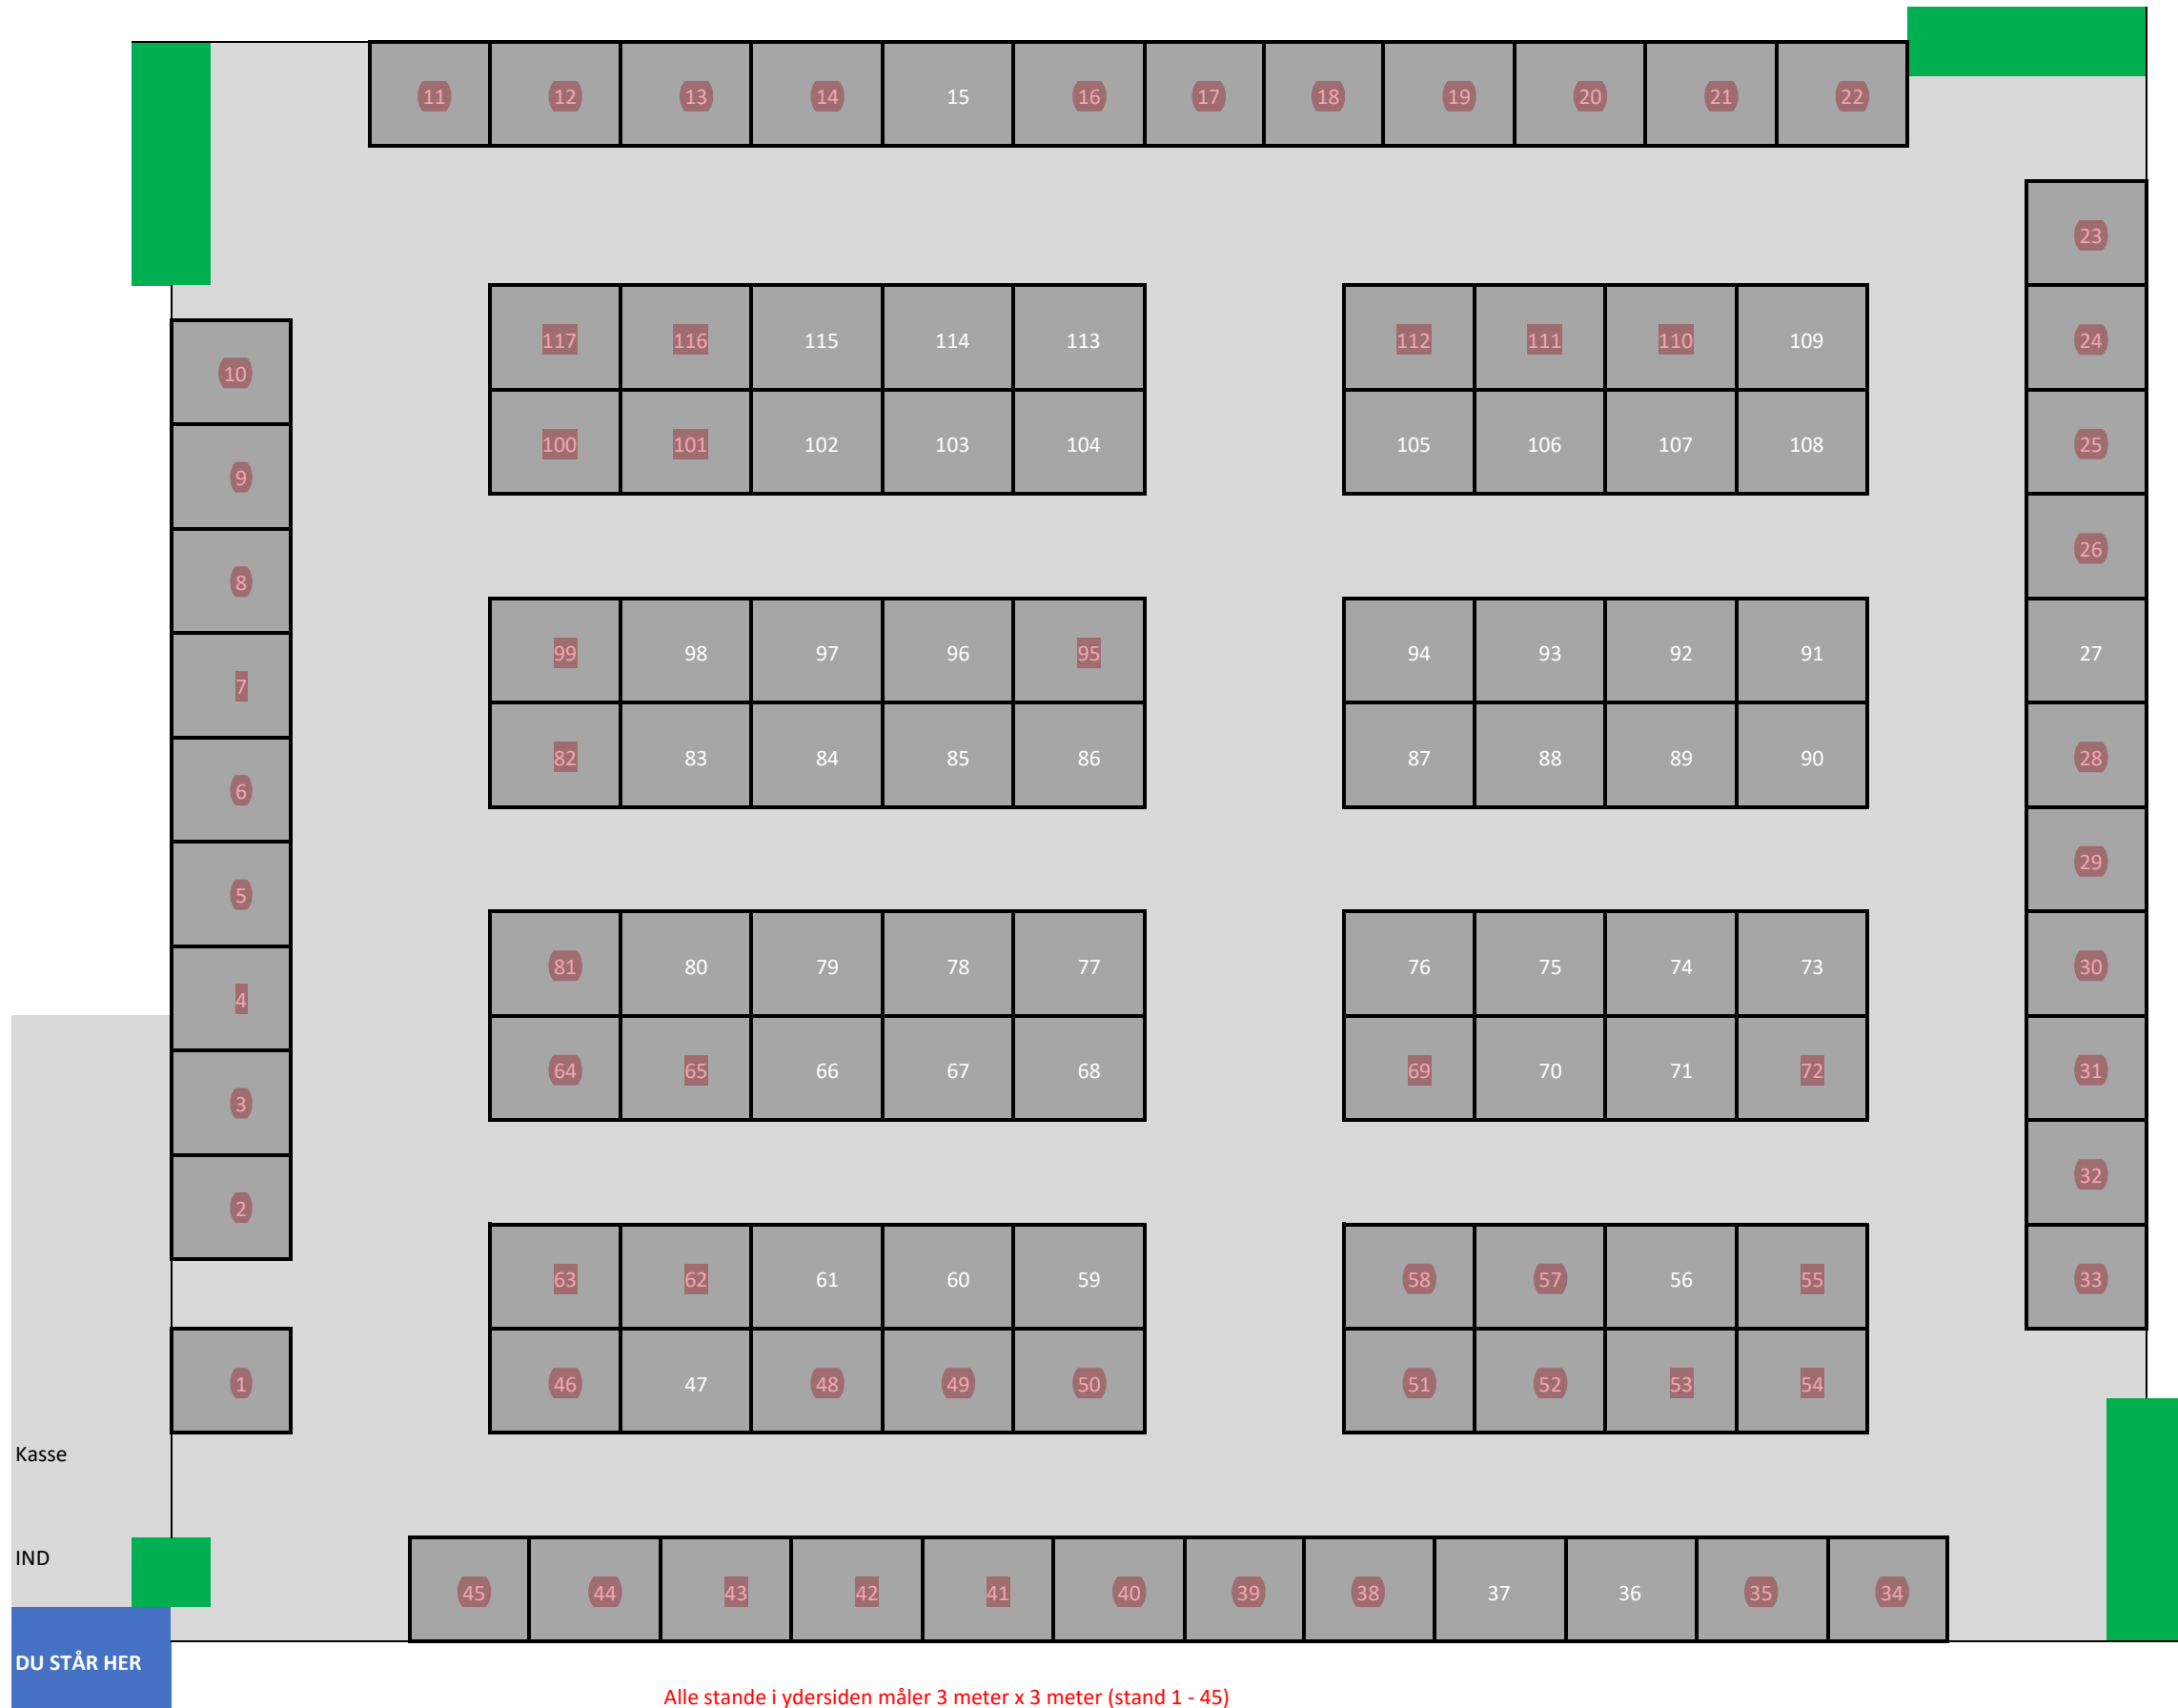 11 12 13 14 15 16 17 18 19 20 21 22
23
117 116 115 114 113 112 111 110 109 24
10
100 101 102 103 104 105 106 107 108 25
9
26
8
99 98 97 96 95 94 93 92 91 27
7
82 83 84 85 86 87 88 89 90 28
6
29
5
81 80 79 78 77 76 75 74 73 30
4
64 65 66 67 68 69 70 71 72 31
3
32
2
63 62 61 60 59 58 57 56 55 33
1 46 47 48 49 50 51 52 53 54
Kasse
IND
45 44 43 42 41 40 39 38 37 36 35 34
DU STÅR HER
Alle stande i ydersiden måler 3 meter x 3 meter (stand 1 - 45)